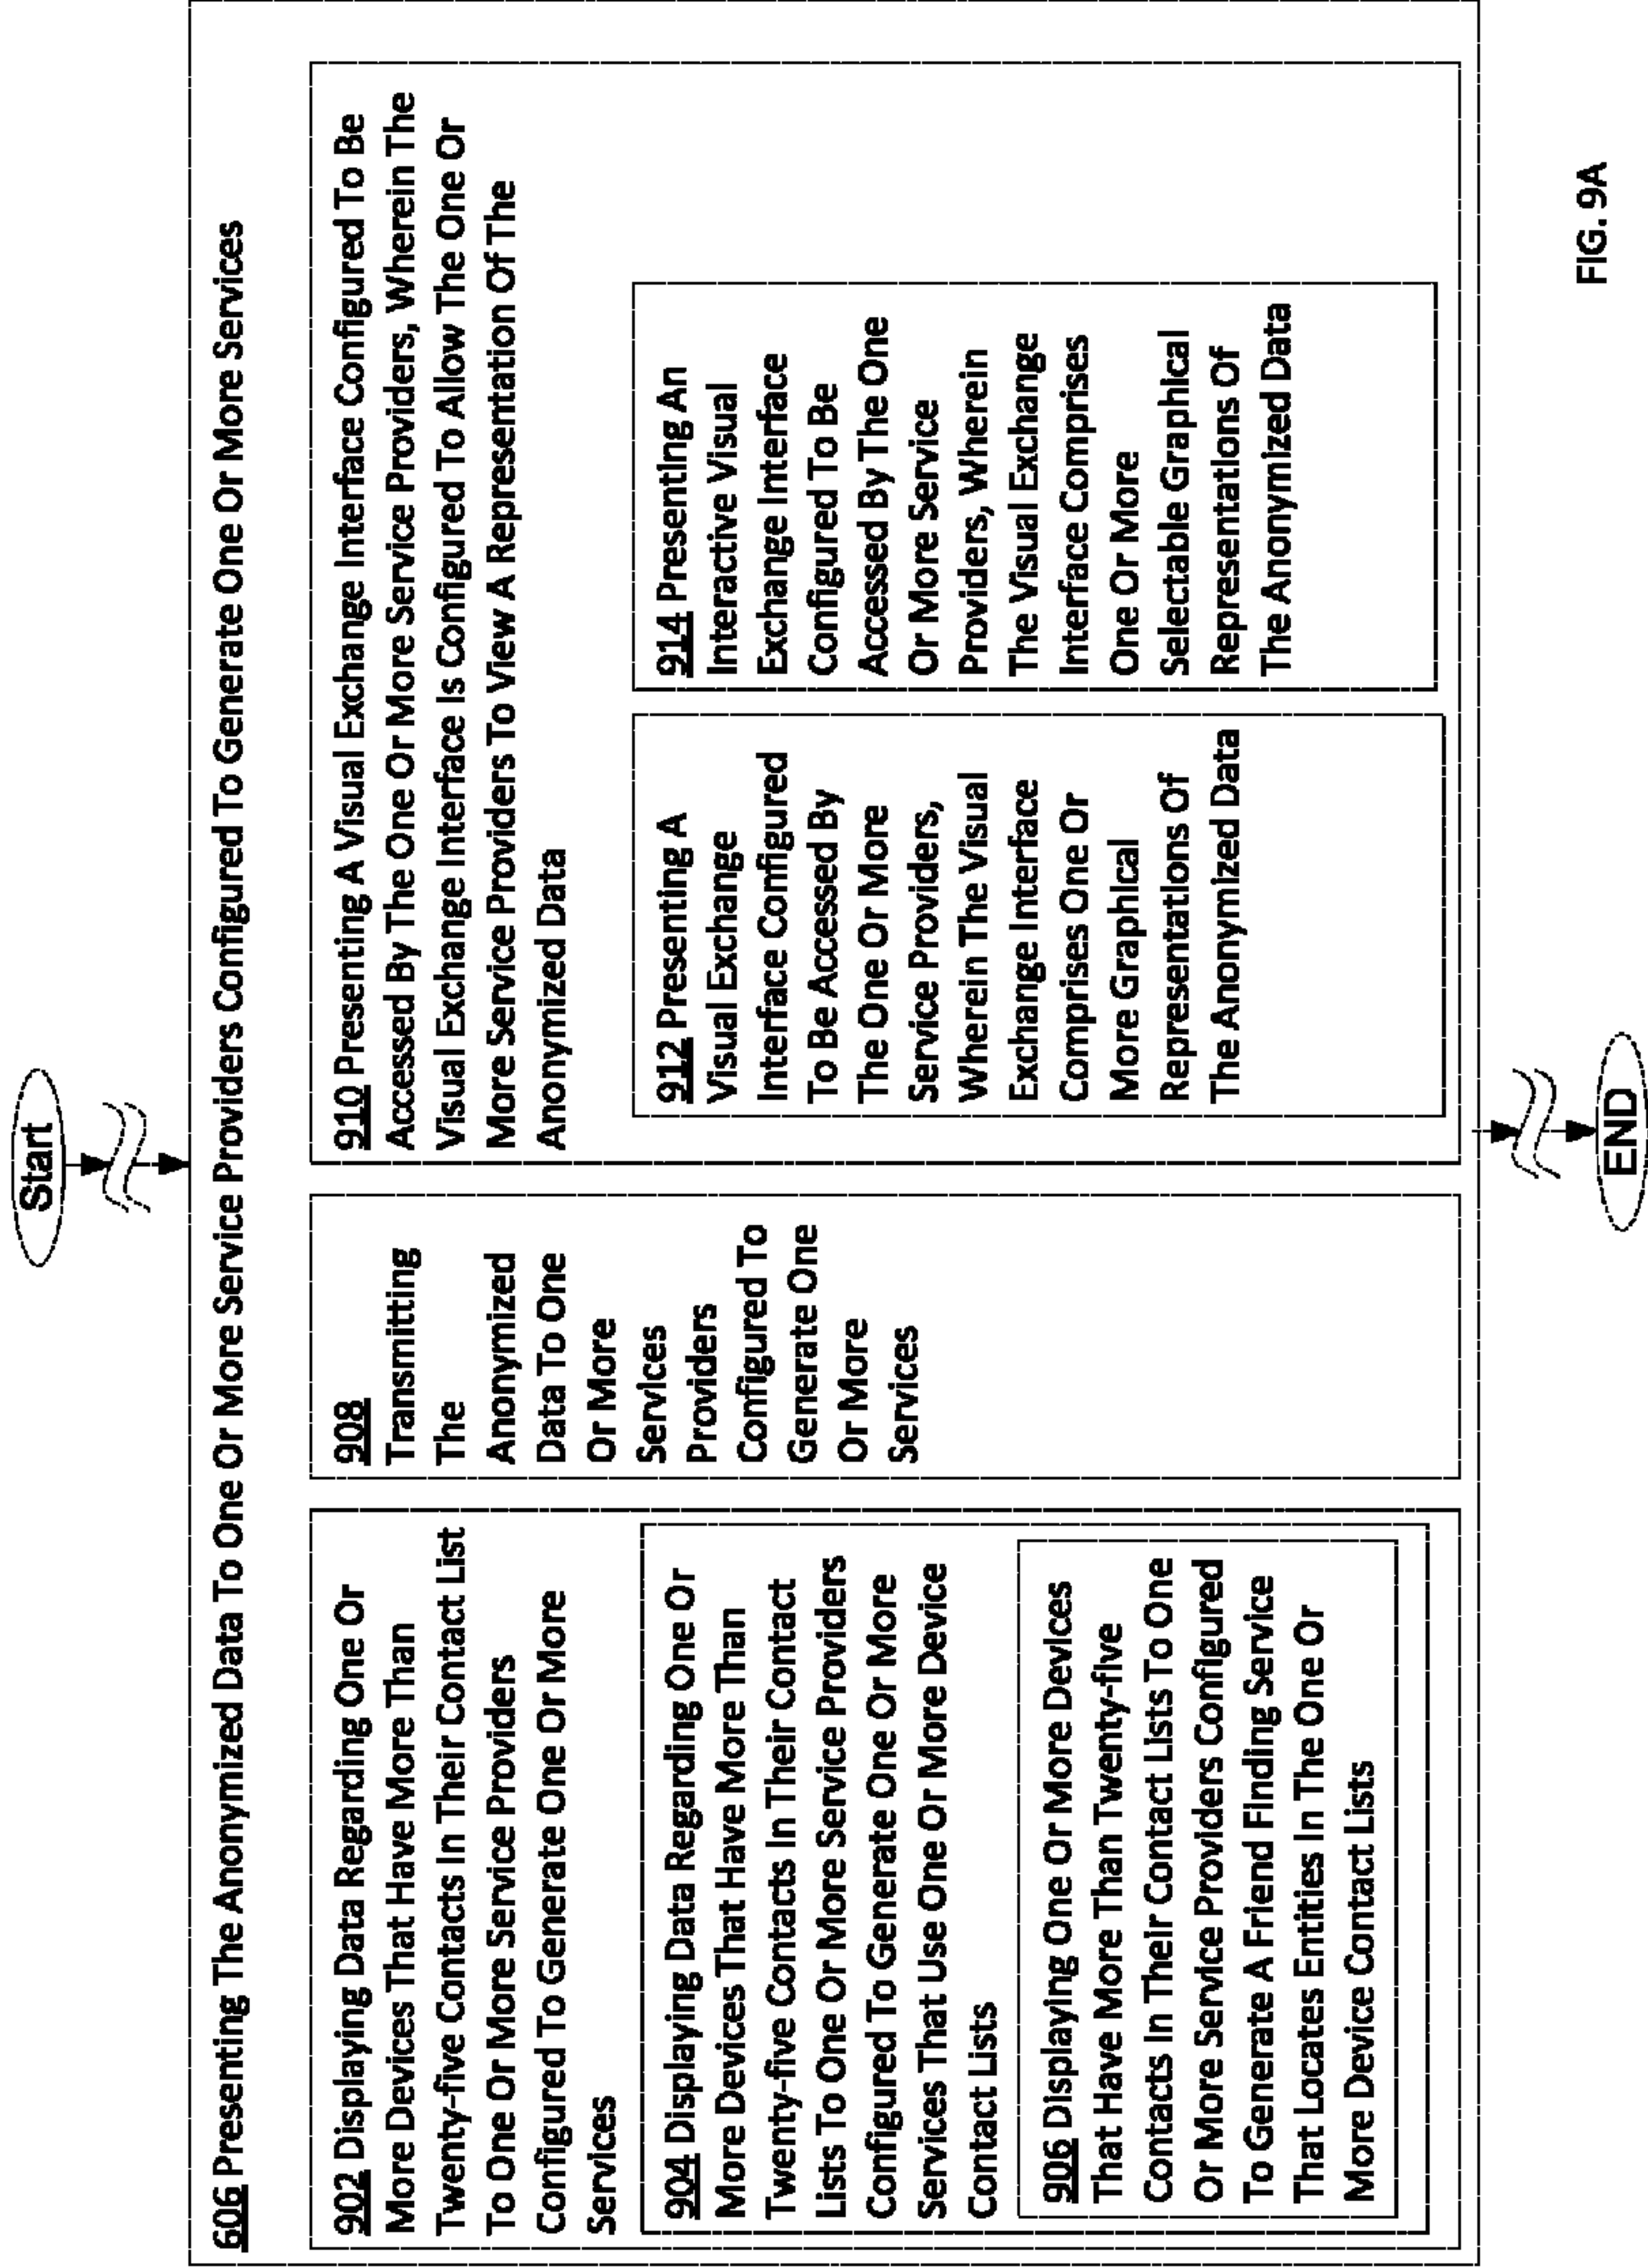 Start
606 Presenting The Anonymized Data To One Or More Service Providers Configured To Generate One Or More Services
902 Displaying Data Regarding One Or
More Devices That Have More Than
Twenty-five Contacts In Their Contact List
To One Or More Service Providers
Configured To Generate One Or More
Services
904 Displaying Data Regarding One Or
More Devices That Have More Than
Twenty-five Contacts In Their Contact
Lists To One Or More Service Providers
Configured To Generate One Or More
Services That Use One Or More Device
Contact Lists
906 Displaying One Or More Devices
That Have More Than Twenty-five
Contacts In Their Contact Lists To One
Or More Service Providers Configured
To Generate A Friend Finding Service
That Locates Entities In The One Or
More Device Contact Lists
908
Transmitting
The
Anonymized
Data To One
Or More
Services
Providers
Configured To
Generate One
Or More
Services
910 Presenting A Visual Exchange Interface Configured To Be
Accessed By The One Or More Service Providers, Wherein The
Visual Exchange Interface Is Configured To Allow The One Or
More Service Providers To View A Representation Of The
Anonymized Data
912 Presenting A
Visual Exchange
Interface Configured
To Be Accessed By
The One Or More
Service Providers,
Wherein The Visual
Exchange Interface
Comprises One Or
More Graphical
Representations Of
The Anonymized Data
914 Presenting An
Interactive Visual
Exchange Interface
Configured To Be
Accessed By The One
Or More Service
Providers, Wherein
The Visual Exchange
Interface Comprises
One Or More
Selectable Graphical
Representations Of
The Anonymized Data
END
FIG. 9A